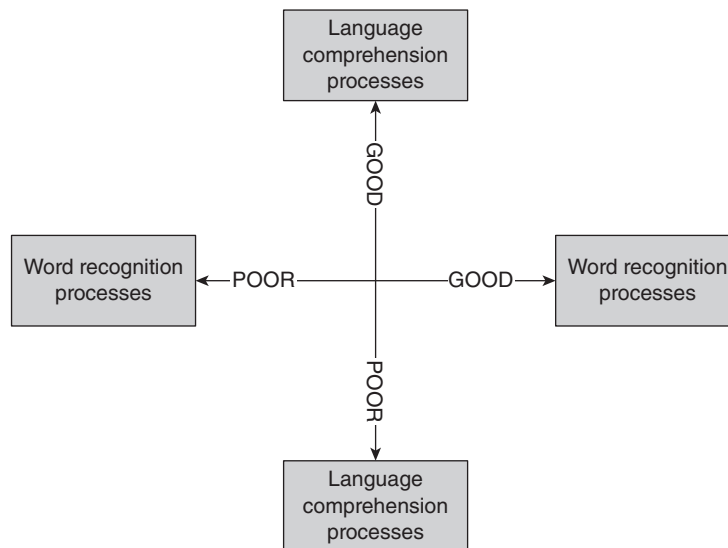 Language
comprehension
processes
GOOD
Word recognition
processes
POOR
GOOD
Word recognition
processes
POOR
Language
comprehension
processes